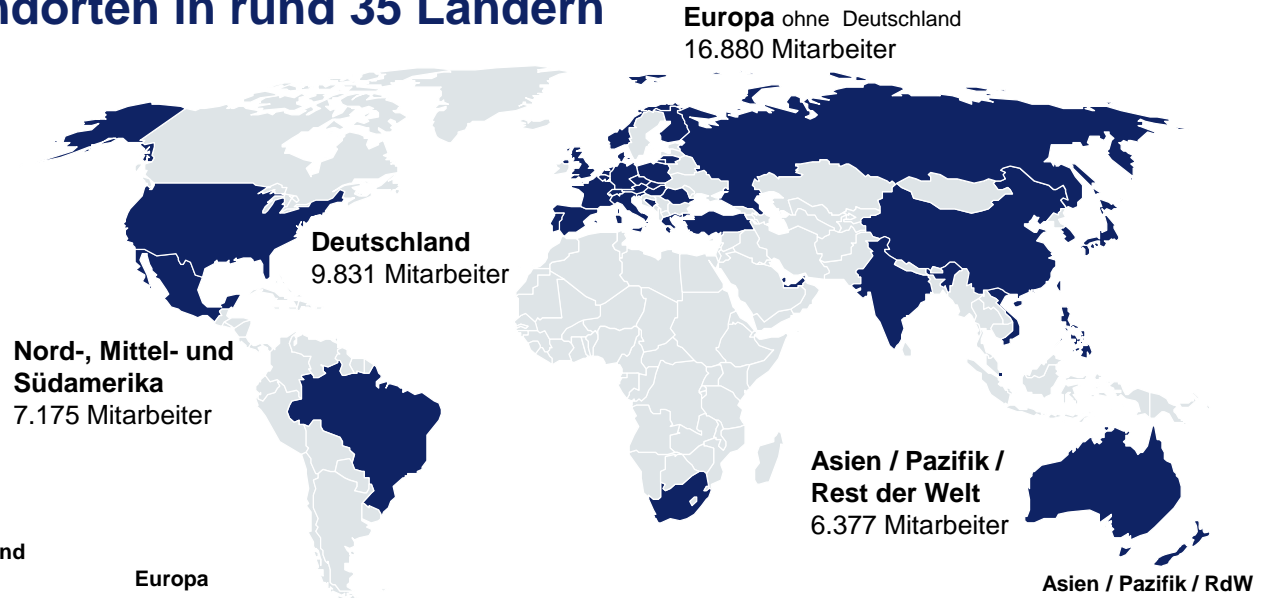 ndorten in rund 35 Ländern
Europa ohne Deutschland
16.880 Mitarbeiter
Deutschland
9.831 Mitarbeiter
Nord-, Mittel- und
Südamerika
7.175 Mitarbeiter
Asien / Pazifik /
Rest der Welt
6.377 Mitarbeiter
nd
Europa
Asien / Pazifik / RdW